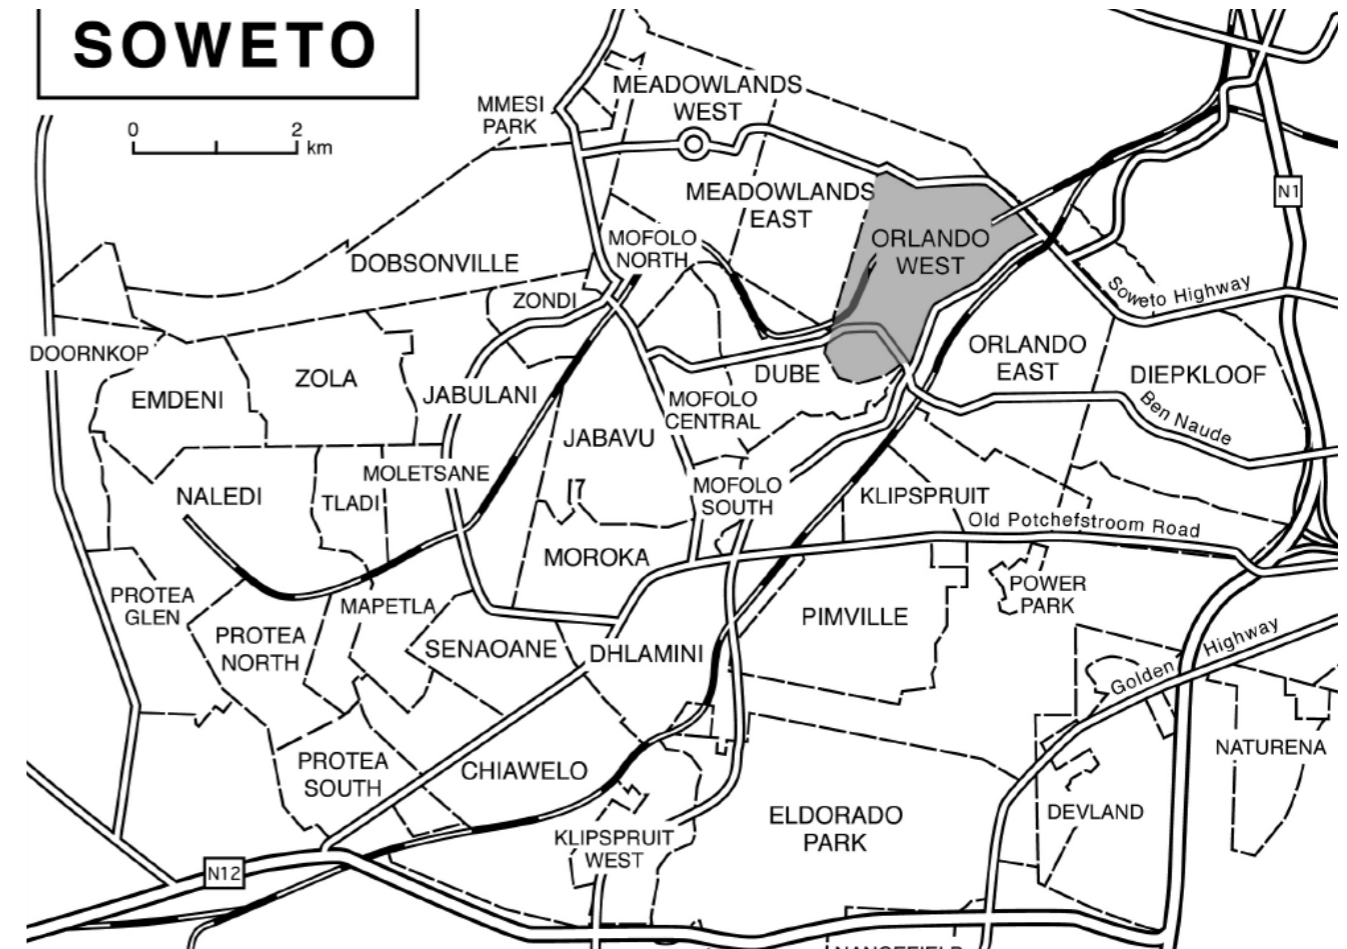 SOWETO
0 2
km
MEADOWLANDS
WEST
MMESI
PARK
N1
MEADOWLANDS
EAST
ORLANDO
WEST
MOFOLO
NORTH
DOBSONVILLE
ZONDI
Soweto Highway
DOORNKOP
ORLANDO
EAST
DIEPKLOOF
ZOLA
DUBE
EMDENI
JABULANI
MOFOLO
CENTRAL
Ben Naude
JABAVU
MOLETSANE
NALEDI
TLADI
MOFOLO
SOUTH
KLIPSPRUIT
Old Potchefstroom Road
MOROKA
PROTEA
GLEN
MAPETLA
POWER
PARK
PIMVILLE
PROTEA
NORTH
SENAOANE
DHLAMINI
Golden Highway
PROTEA
SOUTH
CHIAWELO
NATURENA
ELDORADO
PARK
DEVLAND
KLIPSPRUIT
WEST
N12